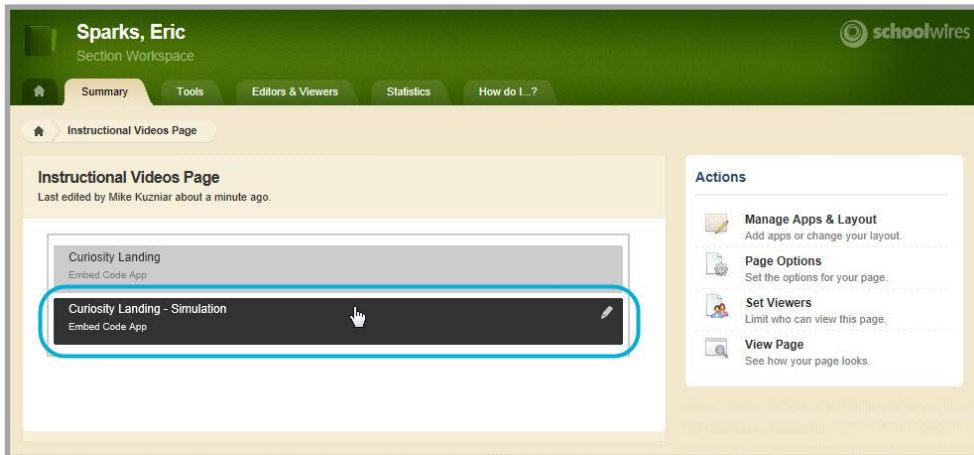 Sparks, Eric
Section Workspace
schoolwires
Summary
Tools
Editors & Viewers
Statistics
How do I...?
Instructional Videos Page
Instructional Videos Page
Last edited by Mike Kuzniar about a minute ago.
Curiosity Landing
Embed Code App
Curiosity Landing - Simulation
Embed Code App
Actions
Manage Apps & Layout
Add apps or change your layout.
Page Options
Set the options for your page.
Set Viewers
Limit who can view this page.
View Page
See how your page looks.